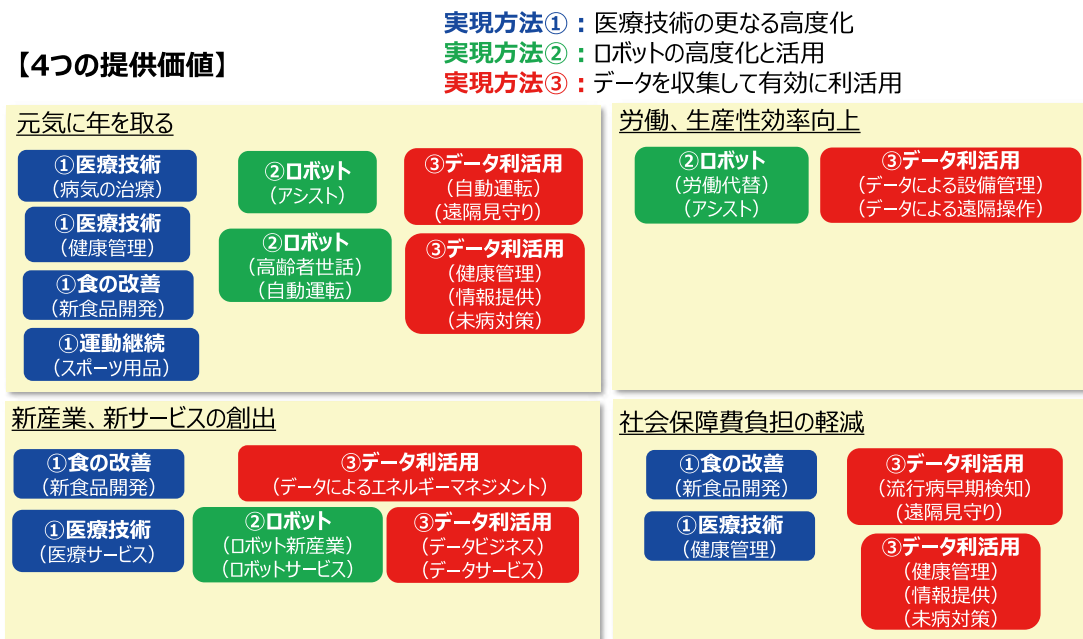 【4つの提供価値】
実現方法①：医療技術の更なる高度化
実現方法②：ロボットの高度化と活用
実現方法③：データを収集して有効に利活用
元気に年を取る
①医療技術
（病気の治療）
①医療技術
（健康管理）
①食の改善
（新食品開発）
①運動継続
（スポーツ用品）
②ロボット
（アシスト）
②ロボット
（高齢者世話）
（自動運転）
③データ利活用
（自動運転）
（遠隔見守り）
③データ利活用
（健康管理）
（情報提供）
（未病対策）
労働、生産性効率向上
②ロボット
（労働代替）
（アシスト）
③データ利活用
（データによる設備管理）
（データによる遠隔操作）
新産業、新サービスの創出
①食の改善
（新食品開発）
③データ利活用
（データによるエネルギーマネジメント）
①医療技術
（医療サービス）
②ロボット
（ロボット新産業）
（ロボットサービス）
③データ利活用
（データビジネス）
（データサービス）
社会保障費負担の軽減
①食の改善
（新食品開発）
①医療技術
（健康管理）
③データ利活用
（流行病早期検知）
（遠隔見守り）
③データ利活用
（健康管理）
（情報提供）
（未病対策）